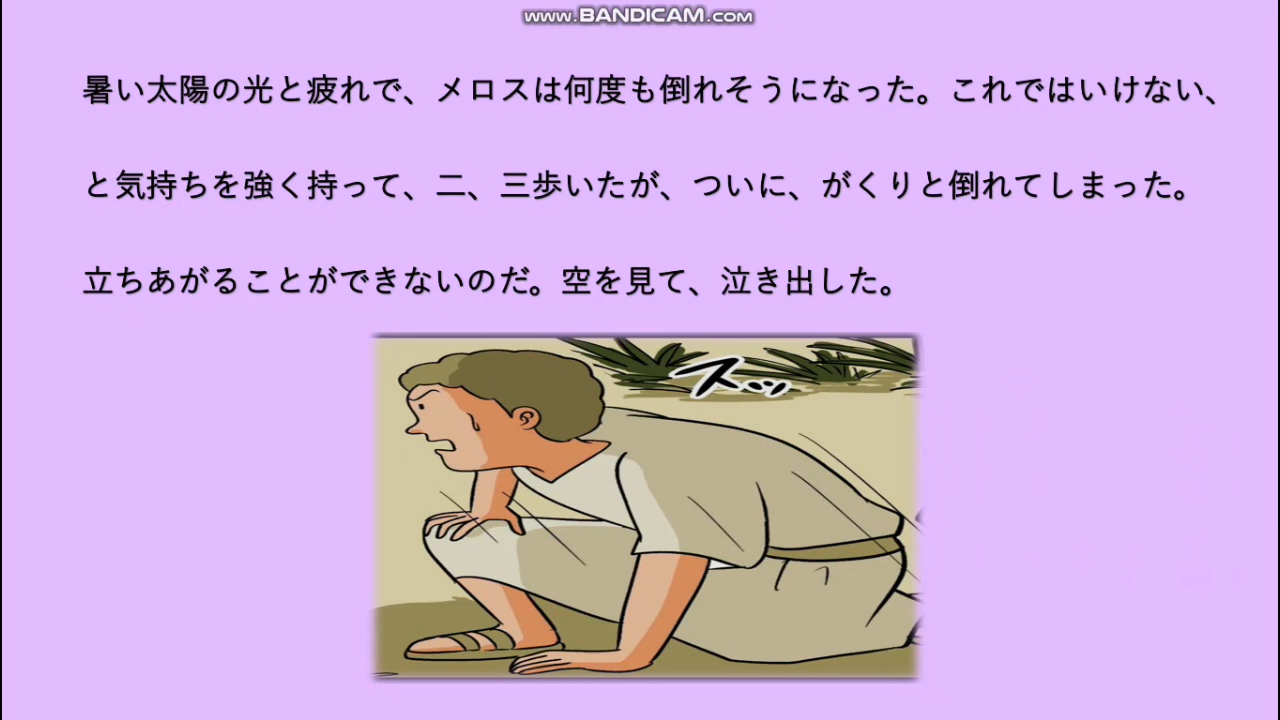 www.BANDICAM.com
暑い太陽の光と疲れで、メロスは何度も倒れそうになった。これではいけない、
と気持ちを強く持って、二、三歩いたが、ついに、がくりと倒れてしまった。
立ちあがることができないのだ。空を見て、泣き出した。
スッ